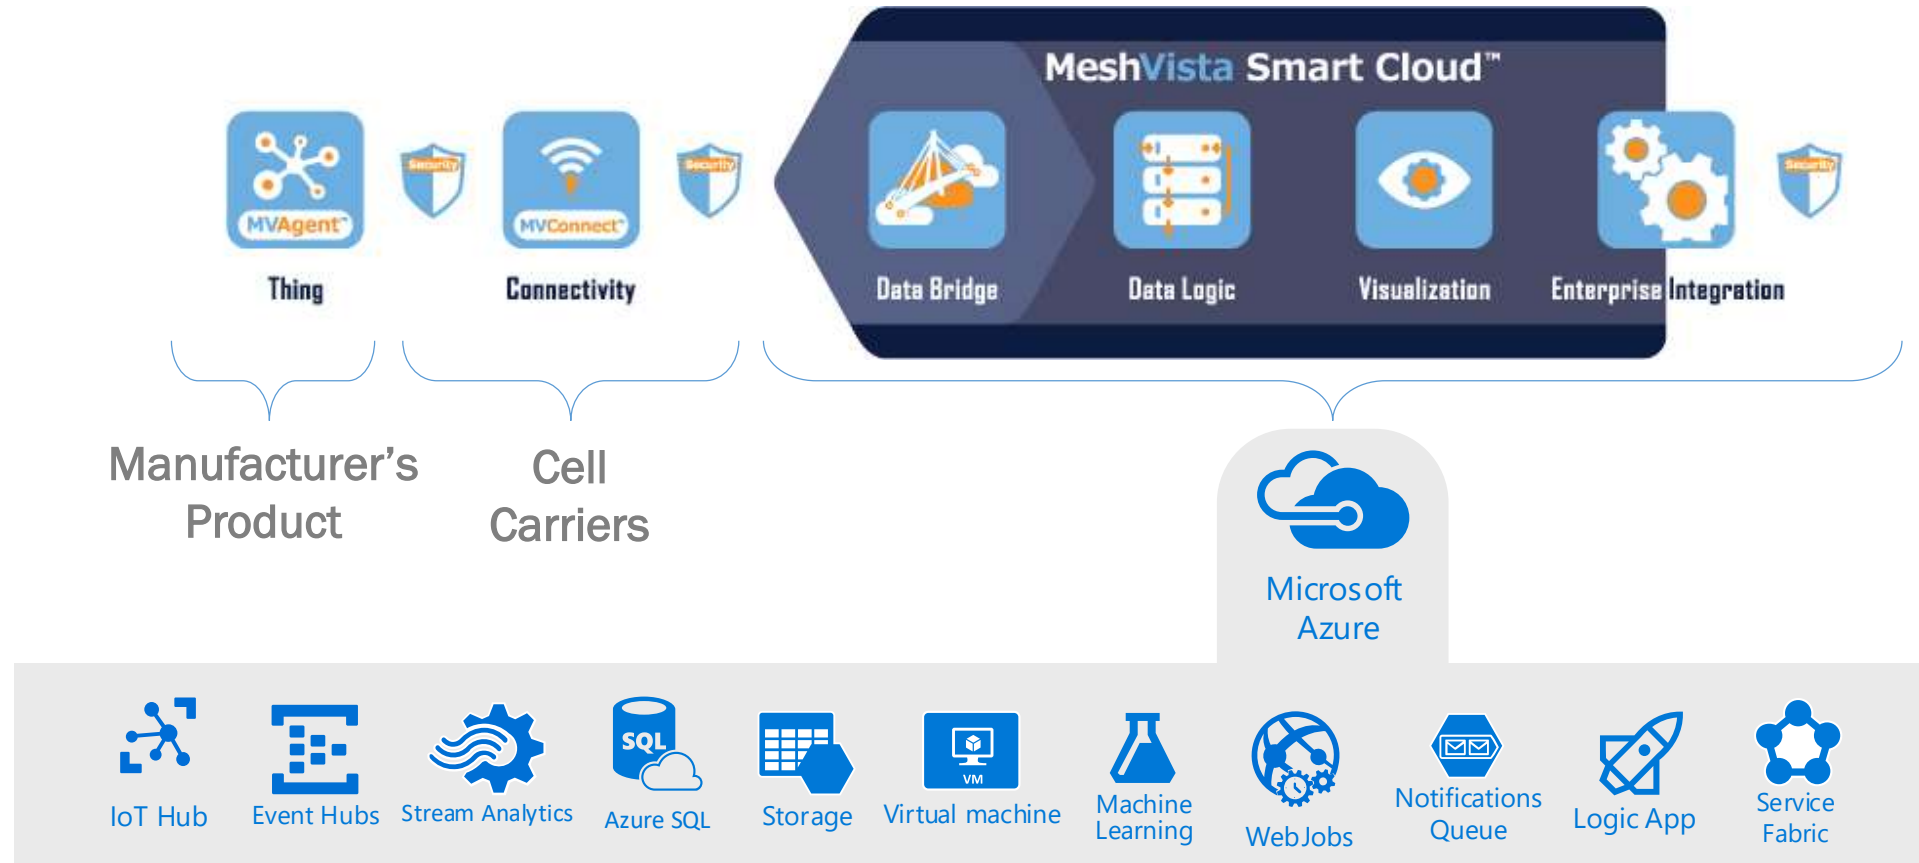 MeshVista Smart Cloud™
Security
Security
Security
MVAgent™
MVConnect™
Thing
Connectivity
Data Bridge
Data Logic
Visualization
Enterprise Integration
Manufacturer's
Product
Cell
Carriers
Microsoft
Azure
SQL
VM
IoT Hub
Event Hubs
Stream Analytics
Azure SQL
Storage
Virtual machine
Machine
Learning
WebJobs
Notifications
Queue
Logic App
Service
Fabric